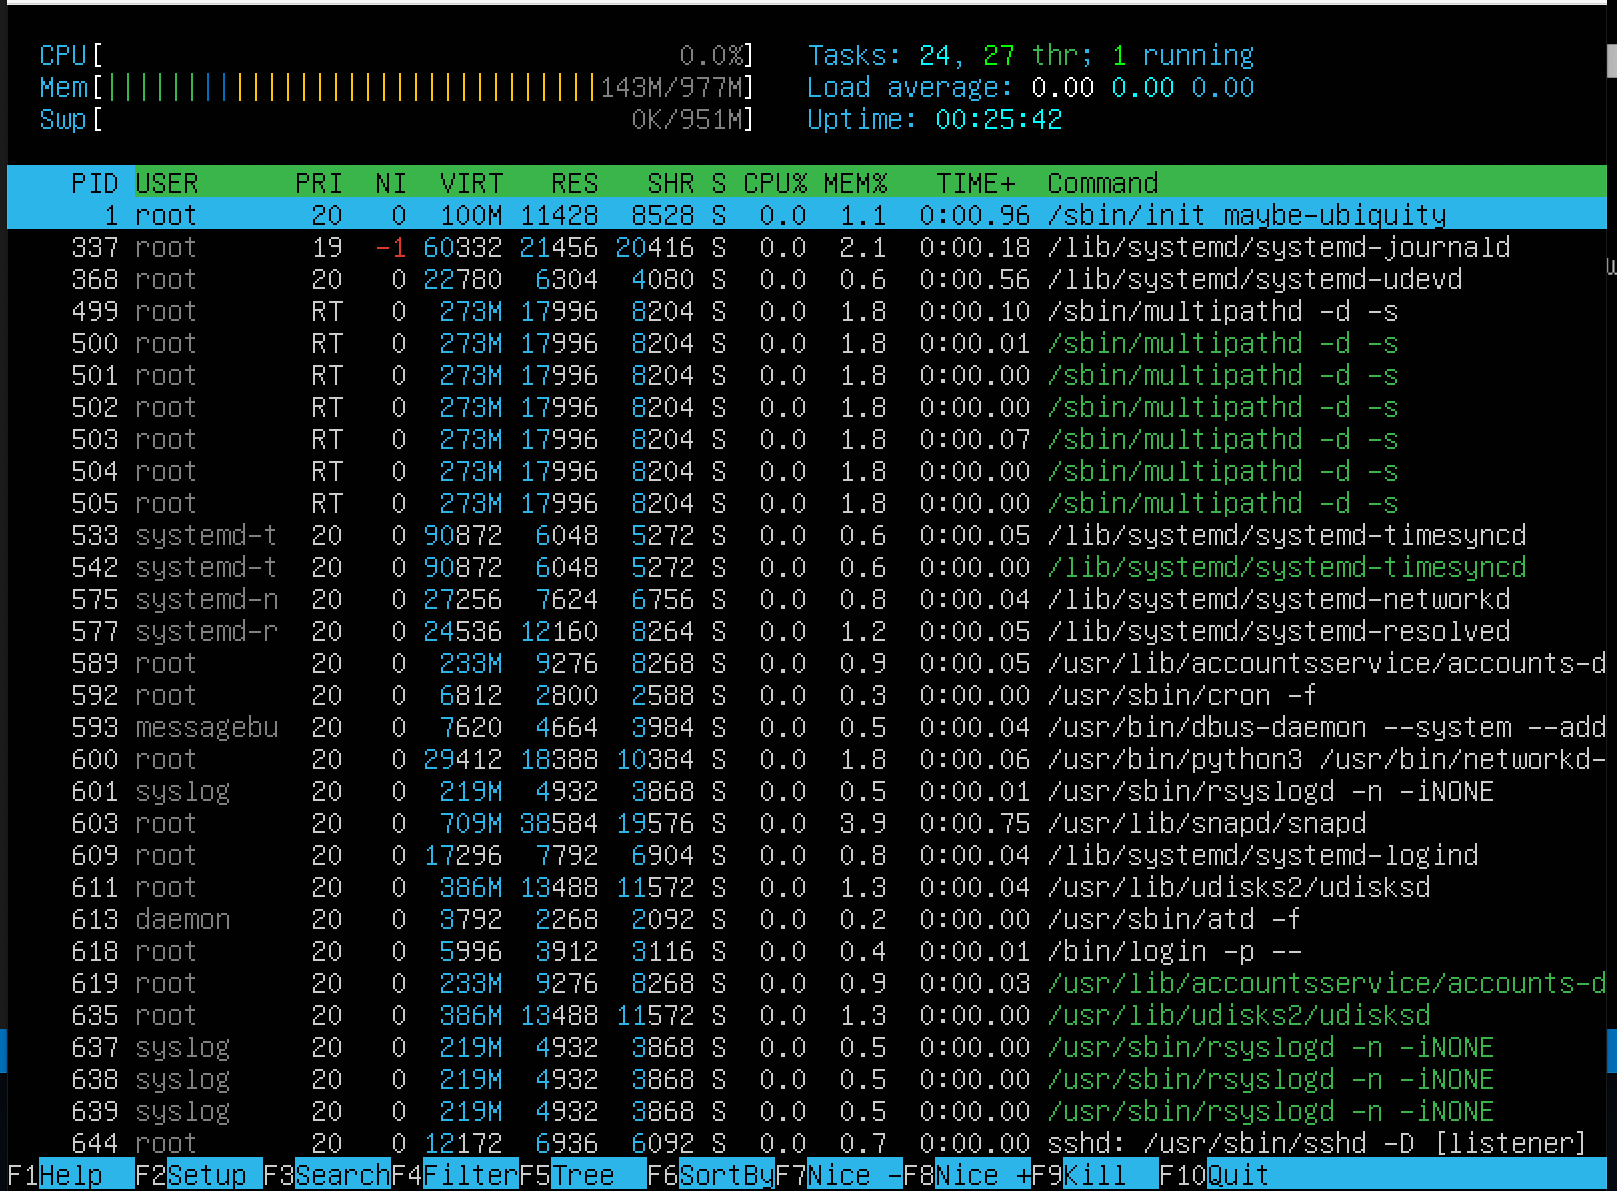 CPU[ 0.0%] Tasks: 24, 27 thr; 1 running
Mem[||||||||||||||||||||||||||||||143M/977M] Load average: 0.00 0.00 0.00
Swp[ 0K/951M] Uptime: 00:25:42
PID USER PRI NI VIRT RES SHR S CPU% MEM% TIME+ Command
1 root 20 0 100M 11428 8528 S 0.0 1.1 0:00.96 /sbin/init maybe-ubiquity
337 root 19 -1 60332 21456 20416 S 0.0 2.1 0:00.18 /lib/systemd/systemd-journald
368 root 20 0 22780 6304 4080 S 0.0 0.6 0:00.56 /lib/systemd/systemd-udevd
499 root RT 0 273M 17996 8204 S 0.0 1.8 0:00.10 /sbin/multipathd -d -s
500 root RT 0 273M 17996 8204 S 0.0 1.8 0:00.01 /sbin/multipathd -d -s
501 root RT 0 273M 17996 8204 S 0.0 1.8 0:00.00 /sbin/multipathd -d -s
502 root RT 0 273M 17996 8204 S 0.0 1.8 0:00.00 /sbin/multipathd -d -s
503 root RT 0 273M 17996 8204 S 0.0 1.8 0:00.07 /sbin/multipathd -d -s
504 root RT 0 273M 17996 8204 S 0.0 1.8 0:00.00 /sbin/multipathd -d -s
505 root RT 0 273M 17996 8204 S 0.0 1.8 0:00.00 /sbin/multipathd -d -s
533 systemd-t 20 0 90872 6048 5272 S 0.0 0.6 0:00.05 /lib/systemd/systemd-timesyncd
542 systemd-t 20 0 90872 6048 5272 S 0.0 0.6 0:00.00 /lib/systemd/systemd-timesyncd
575 systemd-n 20 0 27256 7624 6756 S 0.0 0.8 0:00.04 /lib/systemd/systemd-networkd
577 systemd-r 20 0 24536 12160 8264 S 0.0 1.2 0:00.05 /lib/systemd/systemd-resolved
589 root 20 0 233M 9276 8268 S 0.0 0.9 0:00.05 /usr/lib/accountsservice/accounts-d
592 root 20 0 6812 2800 2588 S 0.0 0.3 0:00.00 /usr/sbin/cron -f
593 messagebu 20 0 7620 4664 3984 S 0.0 0.5 0:00.04 /usr/bin/dbus-daemon --system --add
600 root 20 0 29412 18388 10384 S 0.0 1.8 0:00.06 /usr/bin/python3 /usr/bin/networkd-
601 syslog 20 0 219M 4932 3868 S 0.0 0.5 0:00.01 /usr/sbin/rsyslogd -n -iNONE
603 root 20 0 709M 38584 19576 S 0.0 3.9 0:00.75 /usr/lib/snapd/snapd
609 root 20 0 17296 7792 6904 S 0.0 0.8 0:00.04 /lib/systemd/systemd-logind
611 root 20 0 386M 13488 11572 S 0.0 1.3 0:00.04 /usr/lib/udisks2/udisksd
613 daemon 20 0 3792 2268 2092 S 0.0 0.2 0:00.00 /usr/sbin/atd -f
618 root 20 0 5996 3912 3116 S 0.0 0.4 0:00.01 /bin/login -p --
619 root 20 0 233M 9276 8268 S 0.0 0.9 0:00.03 /usr/lib/accountsservice/accounts-d
635 root 20 0 386M 13488 11572 S 0.0 1.3 0:00.00 /usr/lib/udisks2/udisksd
637 syslog 20 0 219M 4932 3868 S 0.0 0.5 0:00.00 /usr/sbin/rsyslogd -n -iNONE
638 syslog 20 0 219M 4932 3868 S 0.0 0.5 0:00.00 /usr/sbin/rsyslogd -n -iNONE
639 syslog 20 0 219M 4932 3868 S 0.0 0.5 0:00.00 /usr/sbin/rsyslogd -n -iNONE
644 root 20 0 12172 6936 6092 S 0.0 0.7 0:00.00 sshd: /usr/sbin/sshd -D [listener]
F1Help F2Setup F3SearchF4FilterF5Tree F6SortByF7Nice -F8Nice +F9Kill F10Quit